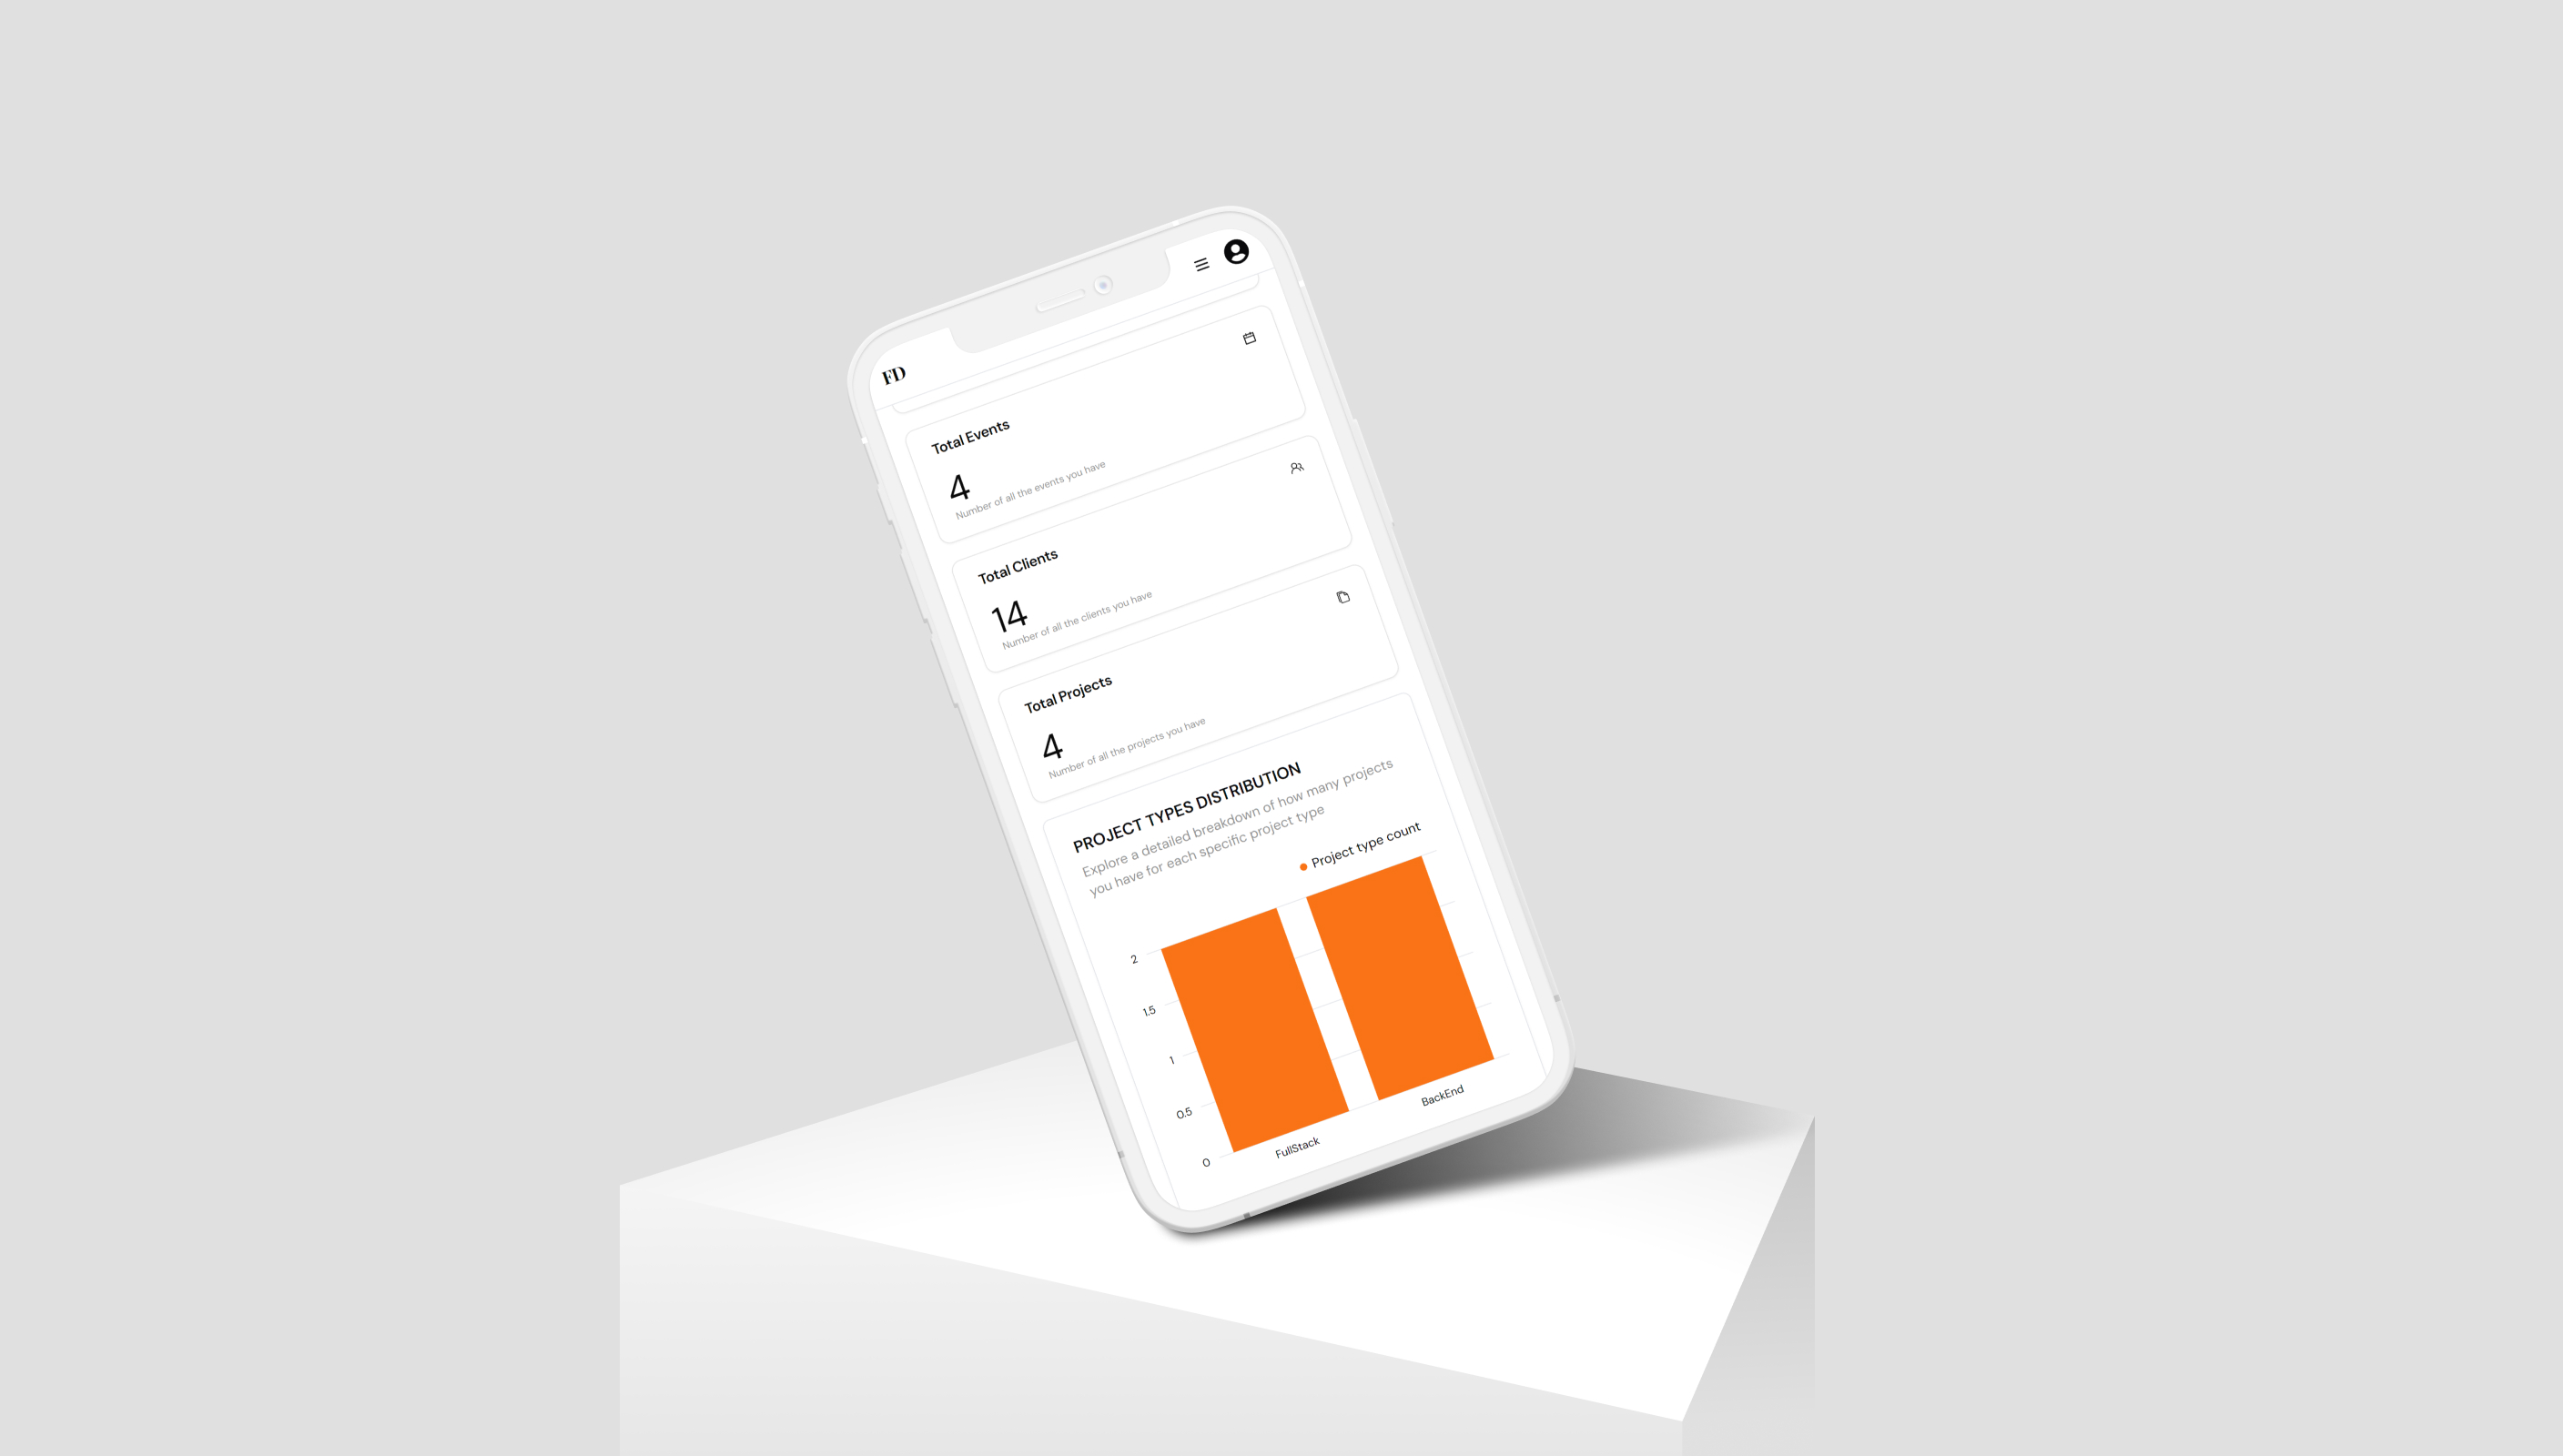 FD
Total Events
4
Number of all the events you have
Total Clients
14
Number of all the clients you have
Total Projects
4
Number of all the projects you have
PROJECT TYPES DISTRIBUTION
Explore a detailed breakdown of how many projects
you have for each specific project type
Project type count
2
1.5
1
0.5
0
FullStack
BackEnd